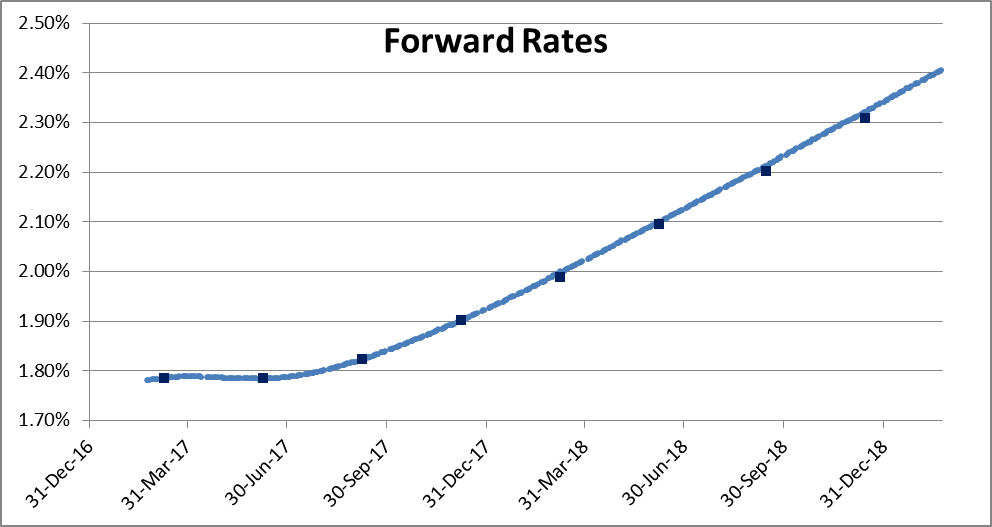 Forward Rates
2.50%
2.40%
2.30%
2.20%
2.10%
2.00%
1.90%
1.80%
1.70%
31-Dec-16
31-Mar-17
30-Jun-17
30-Sep-17
31-Dec-17
31-Mar-18
30-Jun-18
30-Sep-18
31-Dec-18